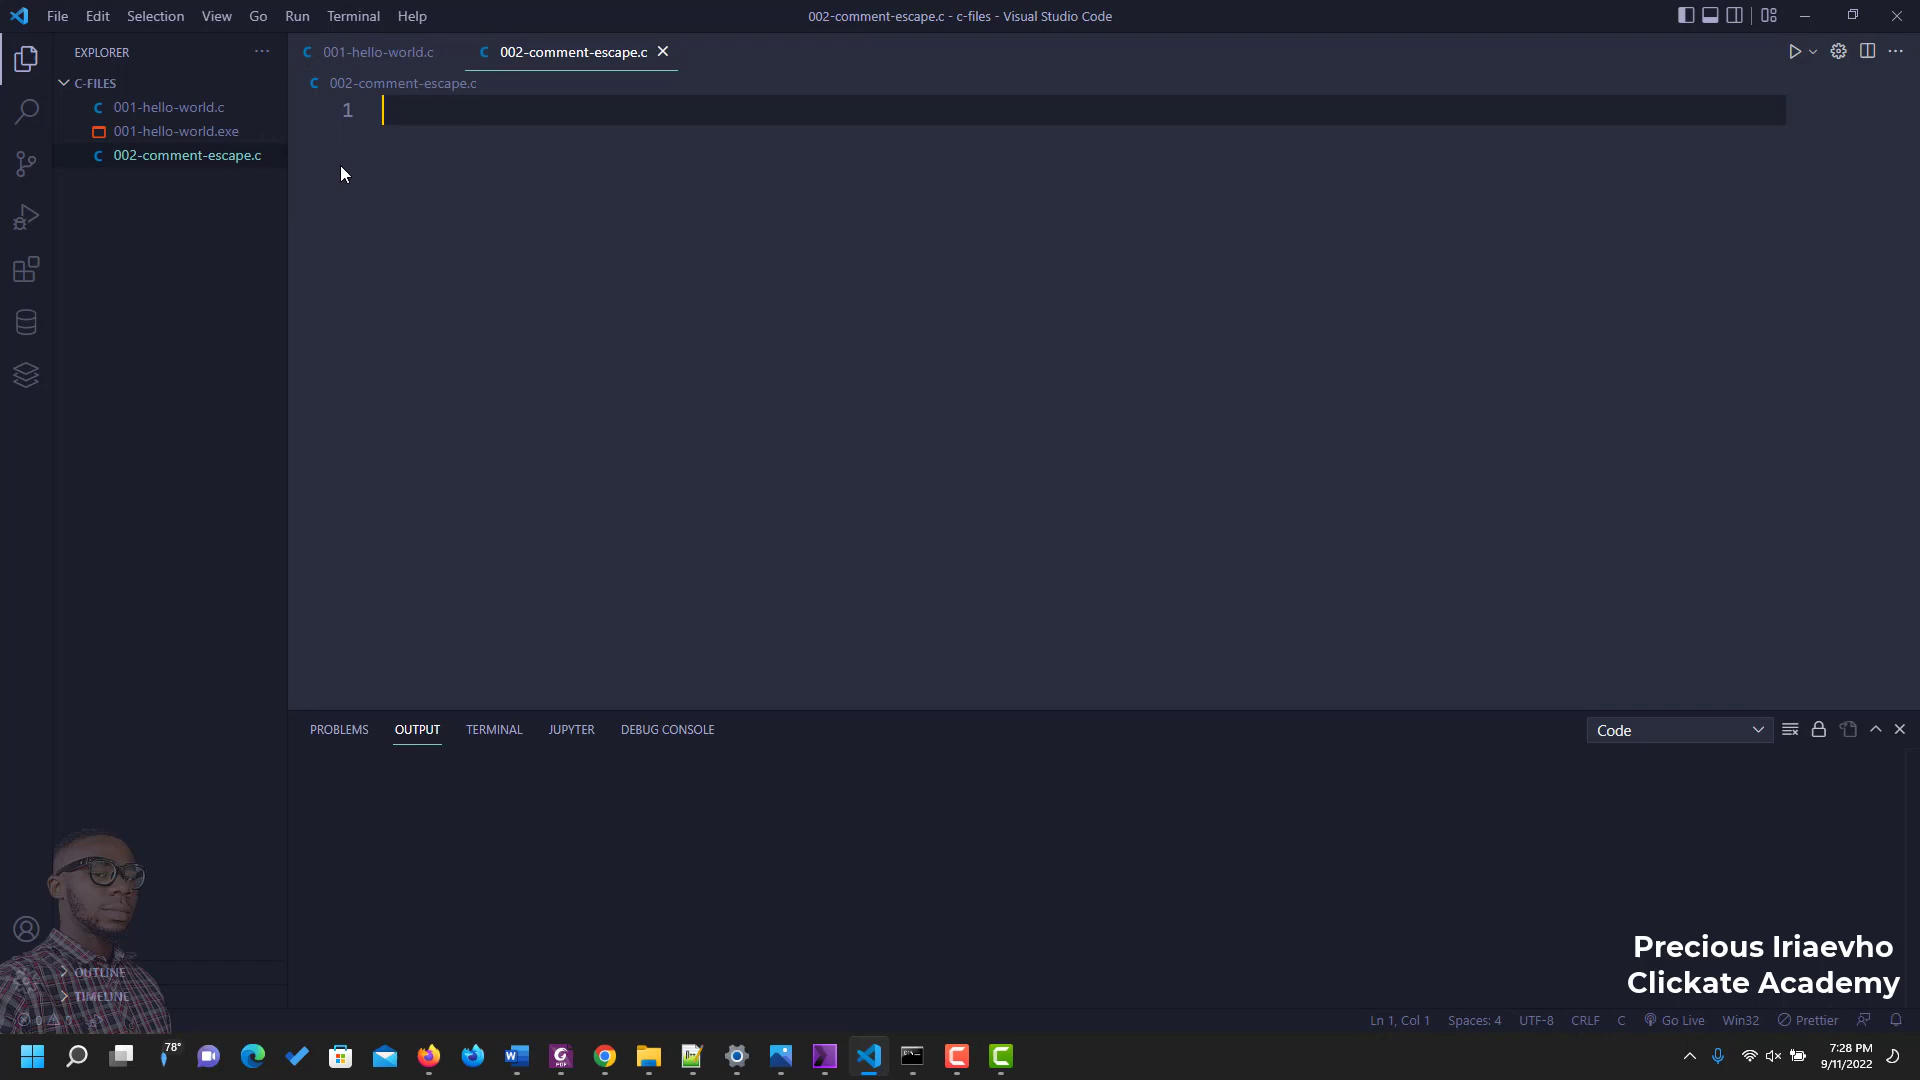 File Edit Selection View Go Run Terminal Help
002-comment-escape.c - c-files - Visual Studio Code
EXPLORER
001-hello-world.c
002-comment-escape.c
C-FILES
002-comment-escape.c
001-hello-world.c
001-hello-world.exe
002-comment-escape.c
1
PROBLEMS OUTPUT TERMINAL JUPYTER DEBUG CONSOLE
Code
Precious Iriaevho
Clickate Academy
OUTLINE
TIMELINE
Ln 1, Col 1 Spaces: 4 UTF-8 CRLF C Go Live Win32 Prettier
78°
7:28 PM
9/11/2022